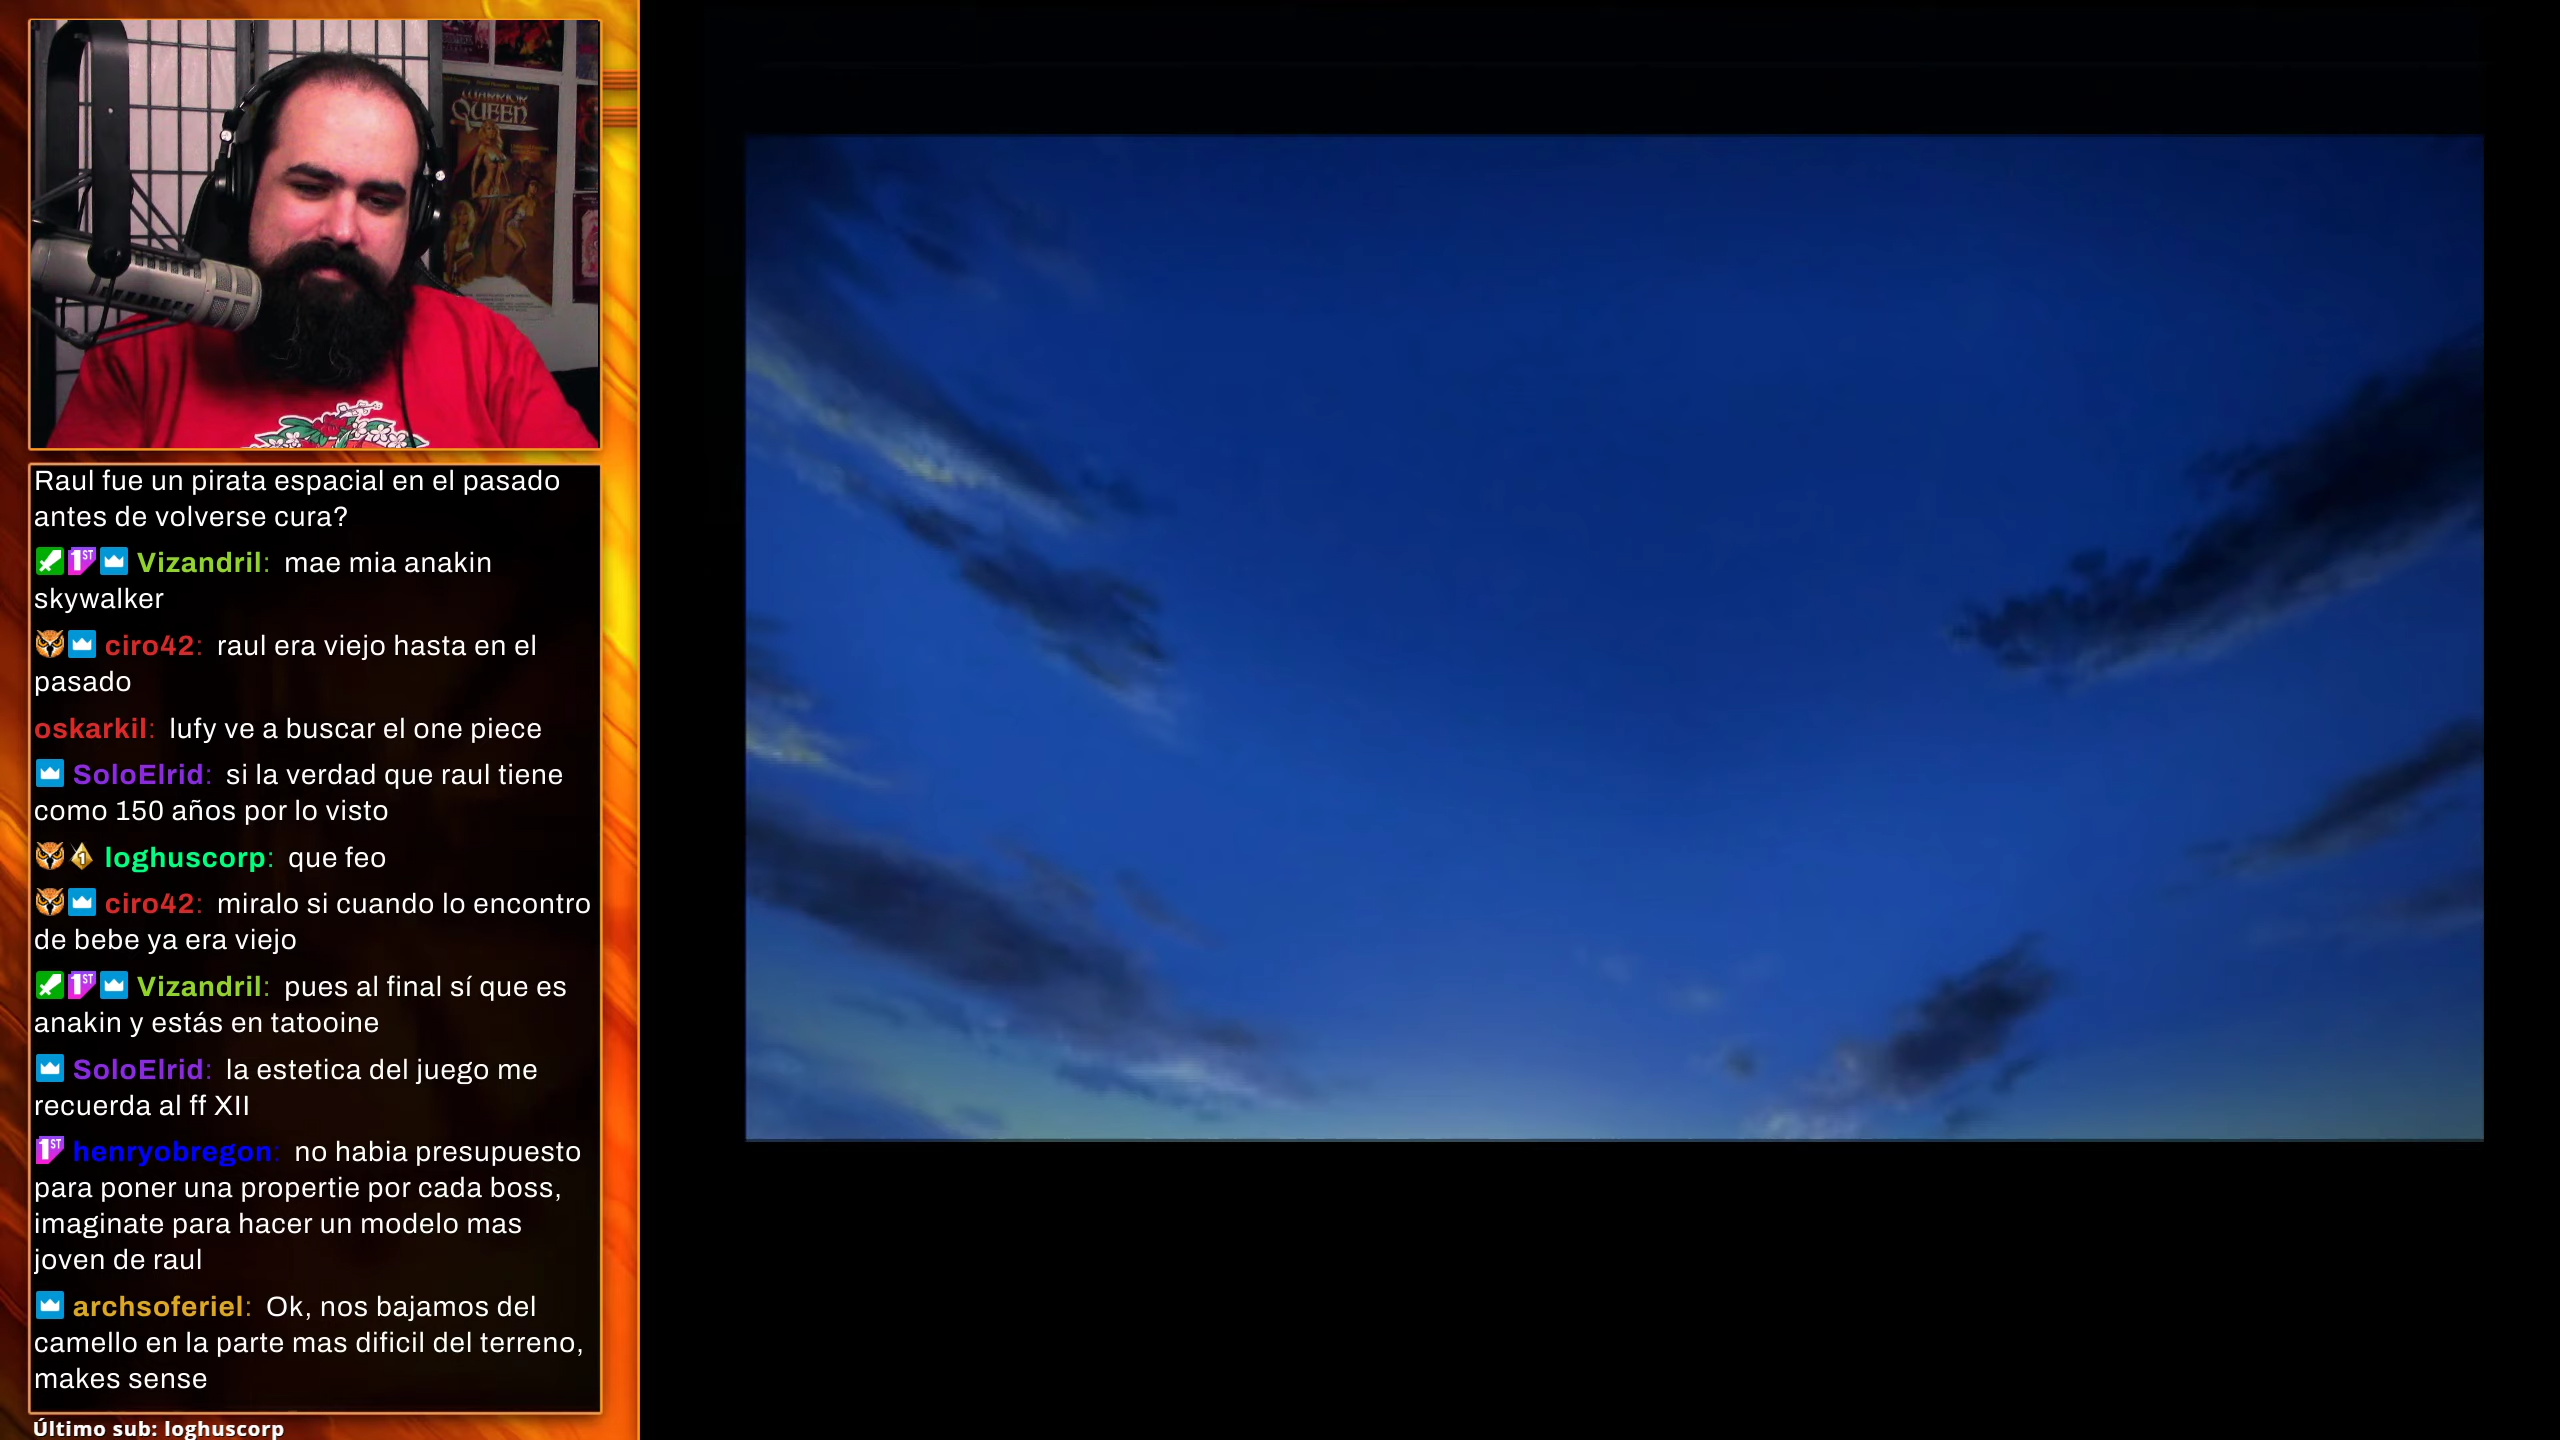 WARRIOR
QUEEN
Raul fue un pirata espacial en el pasado
antes de volverse cura?
1ST Vizandril: mae mia anakin
skywalker
ciro42: raul era viejo hasta en el
pasado
oskarkil: lufy ve a buscar el one piece
SoloElrid: si la verdad que raul tiene
como 150 años por lo visto
1 loghuscorp: que feo
ciro42: miralo si cuando lo encontro
de bebe ya era viejo
1ST Vizandril: pues al final sí que es
anakin y estás en tatooine
SoloElrid: la estetica del juego me
recuerda al ff XII
1ST henryobregon: no habia presupuesto
para poner una propertie por cada boss,
imaginate para hacer un modelo mas
joven de raul
archsoferiel: Ok, nos bajamos del
camello en la parte mas dificil del terreno,
makes sense
Último sub: loghuscorp